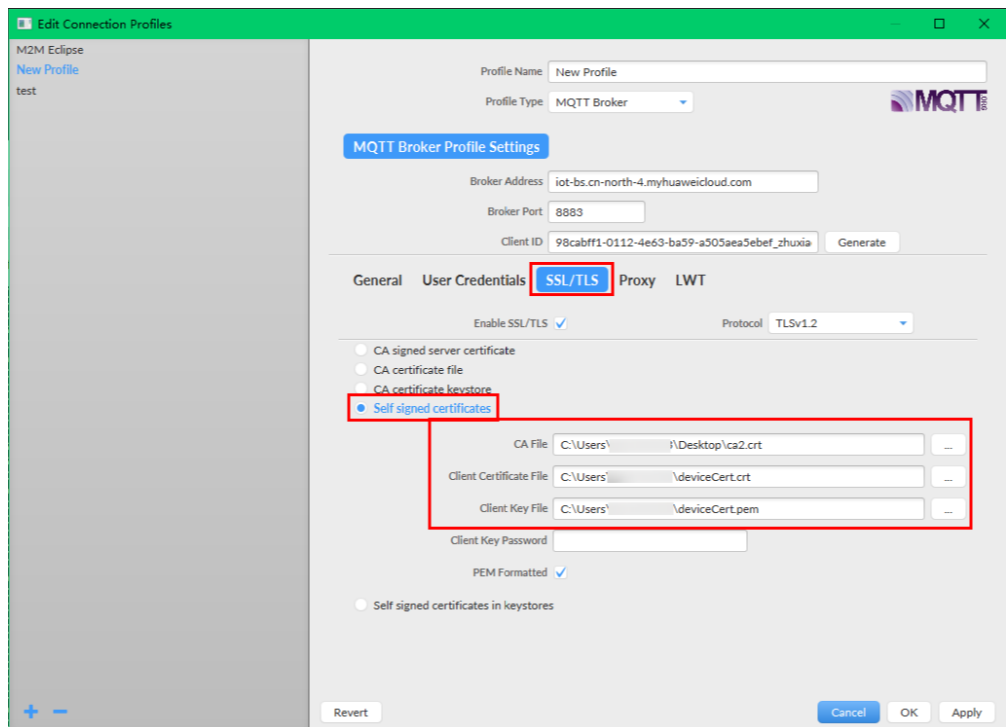 Edit Connection Profiles
M2M Eclipse
New Profile
test
Profile Name New Profile
Profile Type MQTT Broker
MQTT
MQTT Broker Profile Settings
Broker Address iot-bs.cn-north-4.myhuaweicloud.com
Broker Port 8883
Client ID 98cabff1-0112-4e63-ba59-a505aea5ebef_zhuxia Generate
General User Credentials SSL/TLS Proxy LWT
Enable SSL/TLS Protocol TLSv1.2
CA signed server certificate
CA certificate file
CA certificate keystore
Self signed certificates
CA File C:\Users\ \Desktop\ca2.crt ...
Client Certificate File C:\Users\ \deviceCert.crt ...
Client Key File C:\Users\ \deviceCert.pem ...
Client Key Password
PEM Formatted
Self signed certificates in keystores
Revert Cancel OK Apply